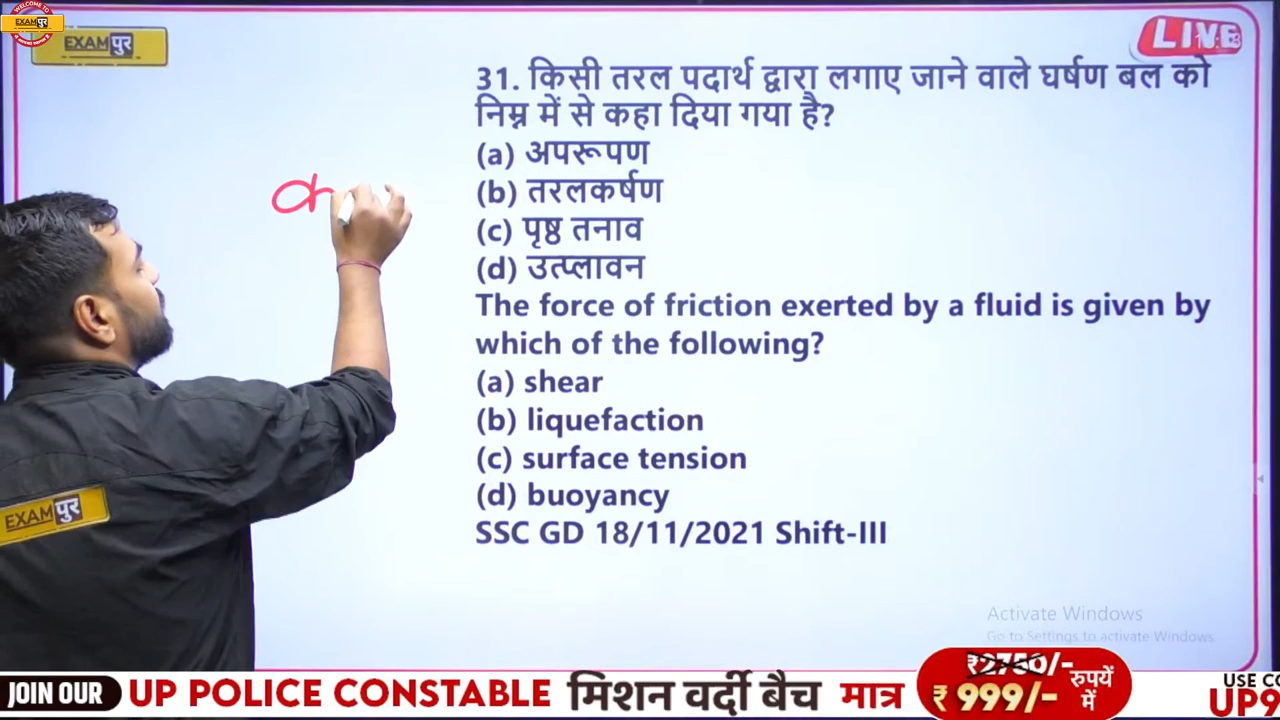 WELCOME TO
EXAMपुर
EXAMपुर
LIVE
31. किसी तरल पदार्थ द्वारा लगाए जाने वाले घर्षण बल को
निम्न में से कहा दिया गया है?
(a) अपरूपण
(b) तरलकर्षण
(c) पृष्ठ तनाव
(d) उत्प्लावन
The force of friction exerted by a fluid is given by
which of the following?
(a) shear
(b) liquefaction
(c) surface tension
(d) buoyancy
SSC GD 18/11/2021 Shift-III
EXAMपुर
Activate Windows
Go to Settings to activate Windows.
JOIN OUR UP POLICE CONSTABLE मिशन वर्दी बैच मात्र
₹2750/-
₹ 999/-
रुपयें
में
USE
UP9